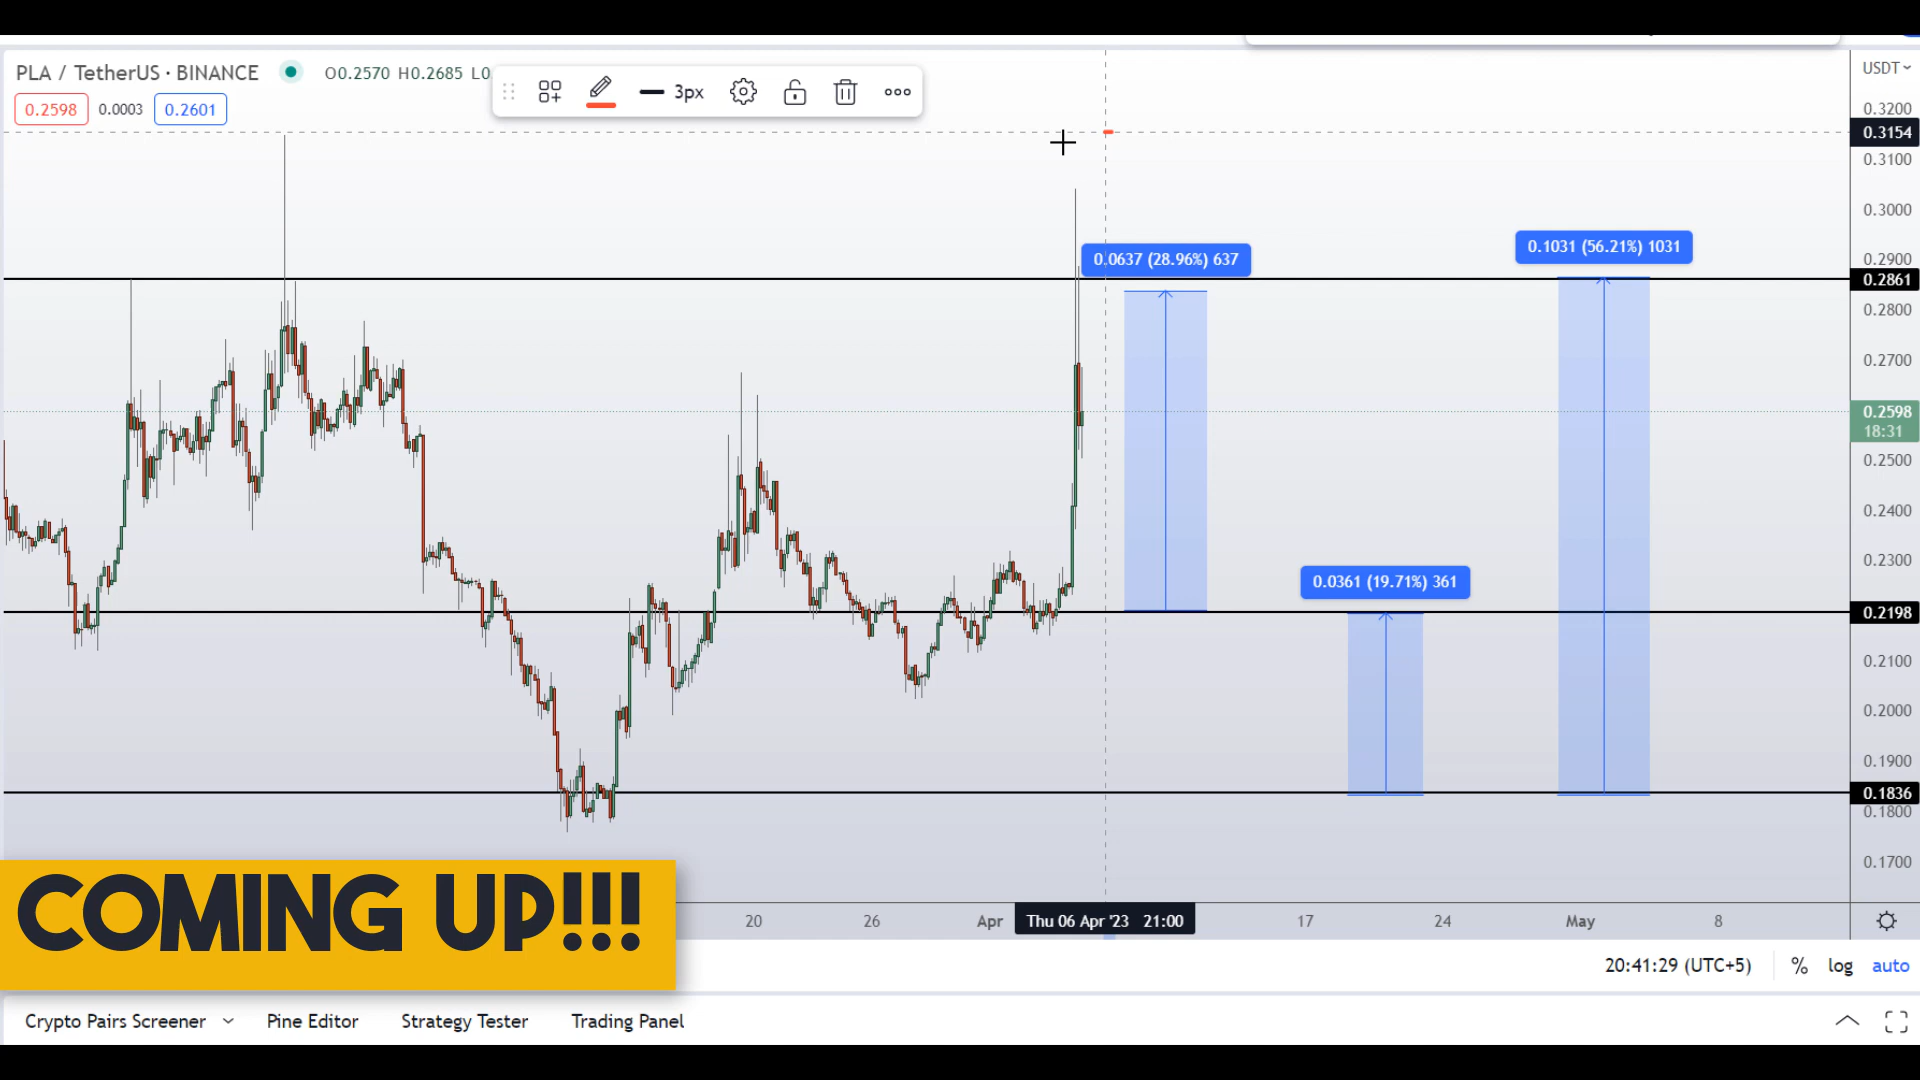 PLA / TetherUS · BINANCE O0.2570 H0.2685 L0
0.2598 0.0003 0.2601
3px
USDT
0.3200
0.3154
0.3100
0.3000
0.2900
0.2861
0.2800
0.2700
0.2598
18:31
0.2500
0.2400
0.2300
0.2198
0.2100
0.2000
0.1900
0.1836
0.1800
0.1700
0.0637 (28.96%) 637
0.1031 (56.21%) 1031
0.0361 (19.71%) 361
COMING UP!!!
20 26 Apr Thu 06 Apr '23 21:00 17 24 May 8
20:41:29 (UTC+5) % log auto
Crypto Pairs Screener Pine Editor Strategy Tester Trading Panel